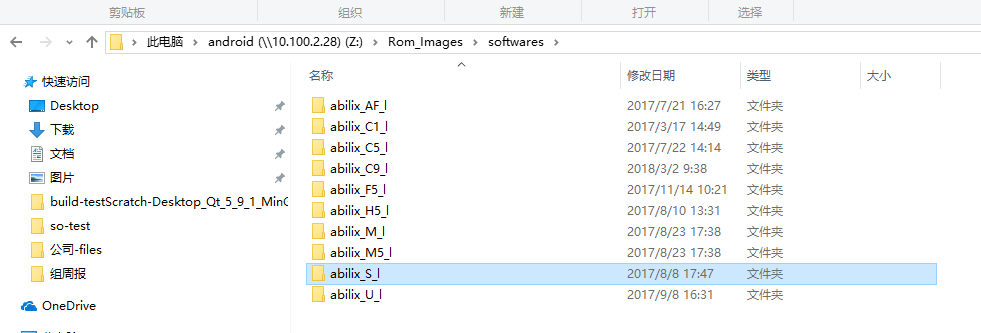 剪贴板 组织 新建 打开 选择
此电脑 > android (\\10.100.2.28) (Z:) > Rom_Images > softwares >
名称 修改日期 类型 大小
快速访问
Desktop
下载
文档
图片
build-testScratch-Desktop_Qt_5_9_1_Min
so-test
公司-files
组周报
OneDrive
abilix_AF_l 2017/7/21 16:27 文件夹
abilix_C1_l 2017/3/17 14:49 文件夹
abilix_C5_l 2017/7/22 14:14 文件夹
abilix_C9_l 2018/3/2 9:38 文件夹
abilix_F5_l 2017/11/14 10:21 文件夹
abilix_H5_l 2017/8/10 13:31 文件夹
abilix_M_l 2017/8/23 17:38 文件夹
abilix_M5_l 2017/8/23 17:38 文件夹
abilix_S_l 2017/8/8 17:47 文件夹
abilix_U_l 2017/9/8 16:31 文件夹